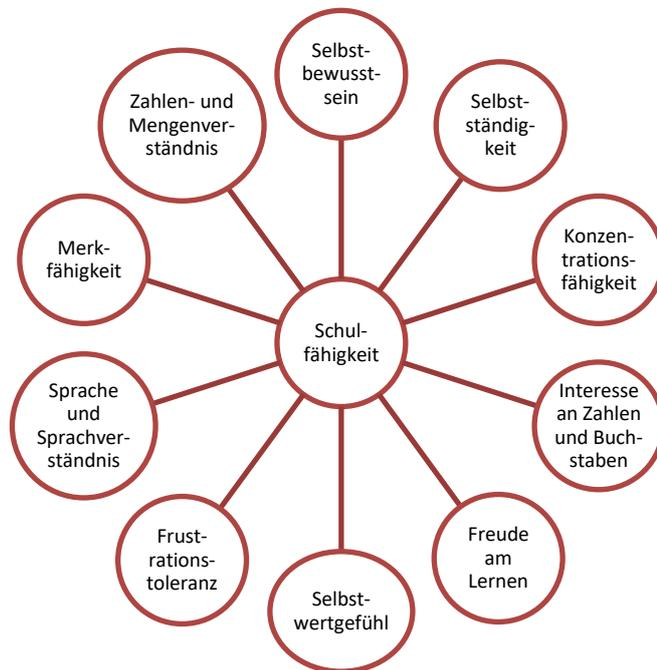 Selbst-
bewusst-
sein
Selbst-
ständig-
keit
Konzen-
trations-
fähigkeit
Interesse
an Zahlen
und Buch-
staben
Freude
am
Lernen
Selbst-
wertgefühl
Frust-
rations-
toleranz
Sprache
und
Sprachver-
ständnis
Merk-
fähigkeit
Zahlen- und
Mengenver-
ständnis
Schul-
fähigkeit